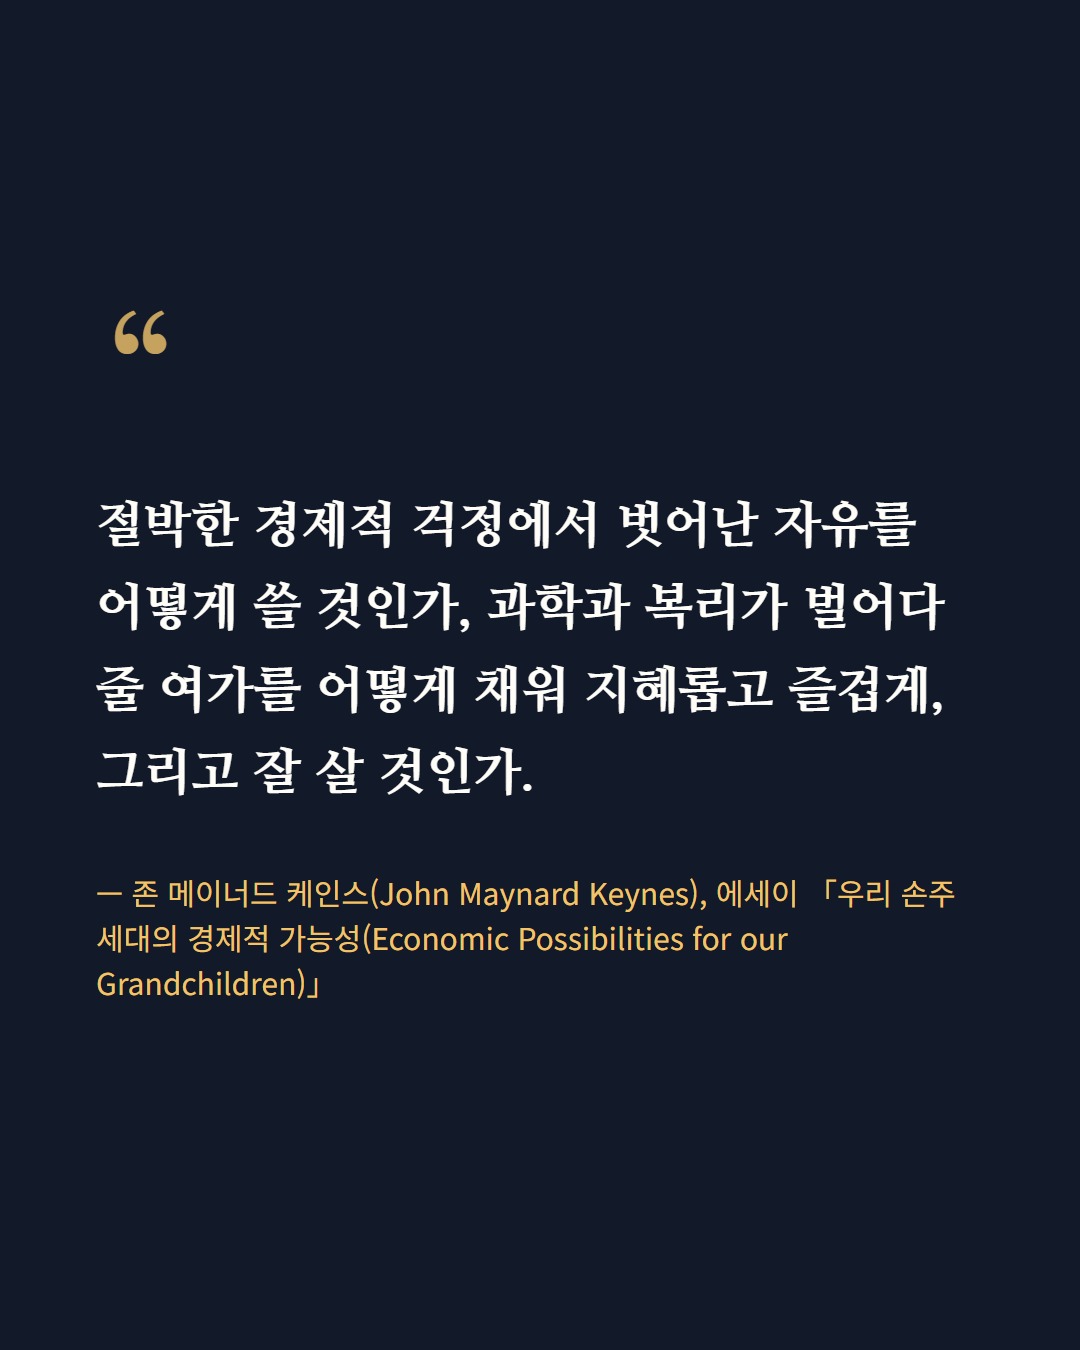 “
절박한 경제적 걱정에서 벗어난 자유를
어떻게 쓸 것인가, 과학과 복리가 벌어다
줄 여가를 어떻게 채워 지혜롭고 즐겁게,
그리고 잘 살 것인가.
— 존 메이너드 케인스(John Maynard Keynes), 에세이 「우리 손주
세대의 경제적 가능성(Economic Possibilities for our
Grandchildren)」